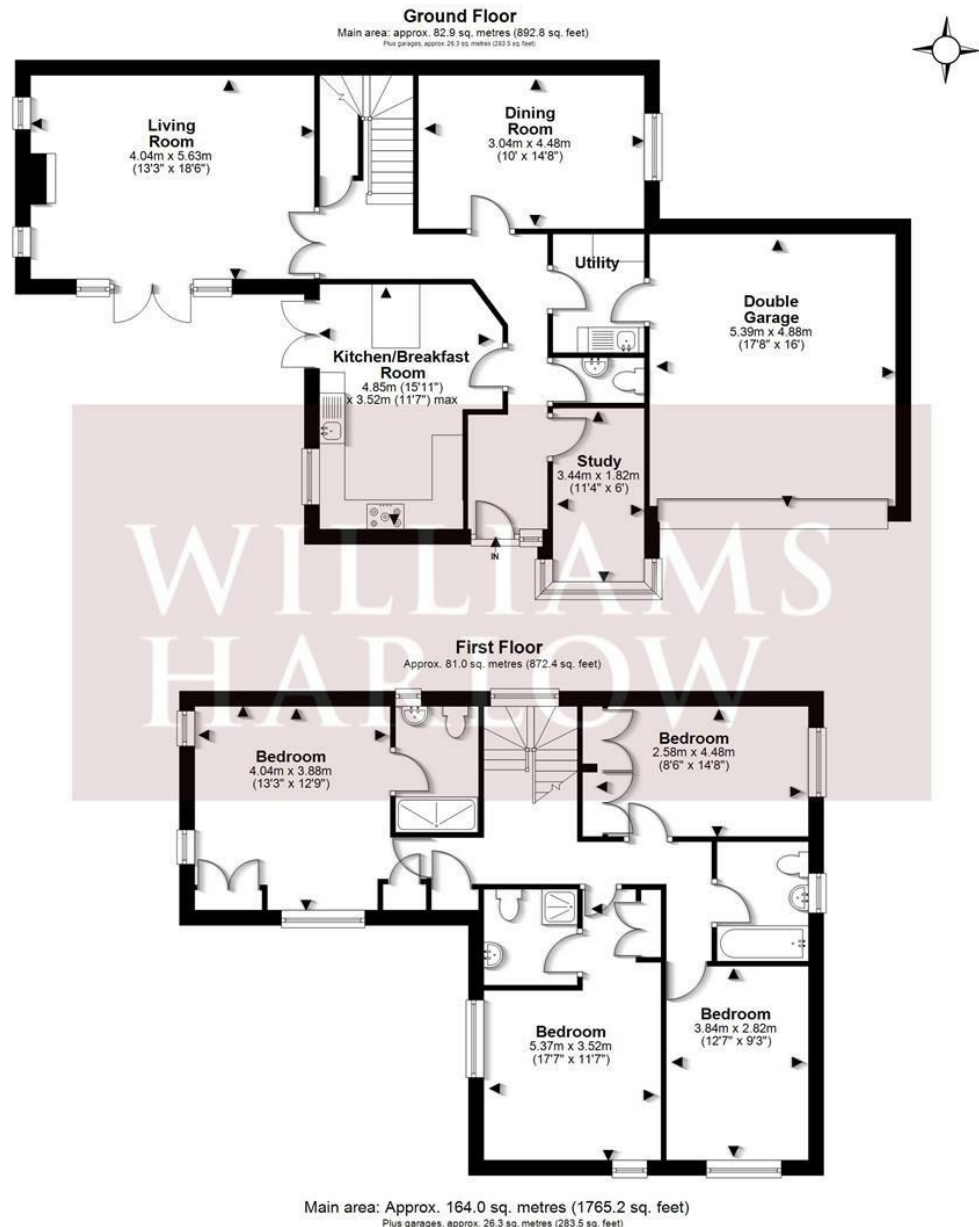 Ground Floor
Main area: approx. 82.9 sq. metres (892.8 sq. feet)
Plus garages, approx. 26.3 sq. metres (283.5 sq. feet)
Living
Room
4.04m x 5.63m
(13'3" x 18'6")
Dining
Room
3.04m x 4.48m
(10' x 14'8")
Utility
Double
Garage
5.39m x 4.88m
(17'8" x 16')
Kitchen/Breakfast
Room
4.85m (15'11")
x 3.52m (11'7") max
Study
3.44m x 1.82m
(11'4" x 6')
IN
WILLIAMS
HARLOW
First Floor
Approx. 81.0 sq. metres (872.4 sq. feet)
Bedroom
4.04m x 3.88m
(13'3" x 12'9")
Bedroom
2.58m x 4.48m
(8'6" x 14'8")
Bedroom
5.37m x 3.52m
(17'7" x 11'7")
Bedroom
3.84m x 2.82m
(12'7" x 9'3")
Main area: Approx. 164.0 sq. metres (1765.2 sq. feet)
Plus garages, approx. 26.3 sq. metres (283.5 sq. feet)